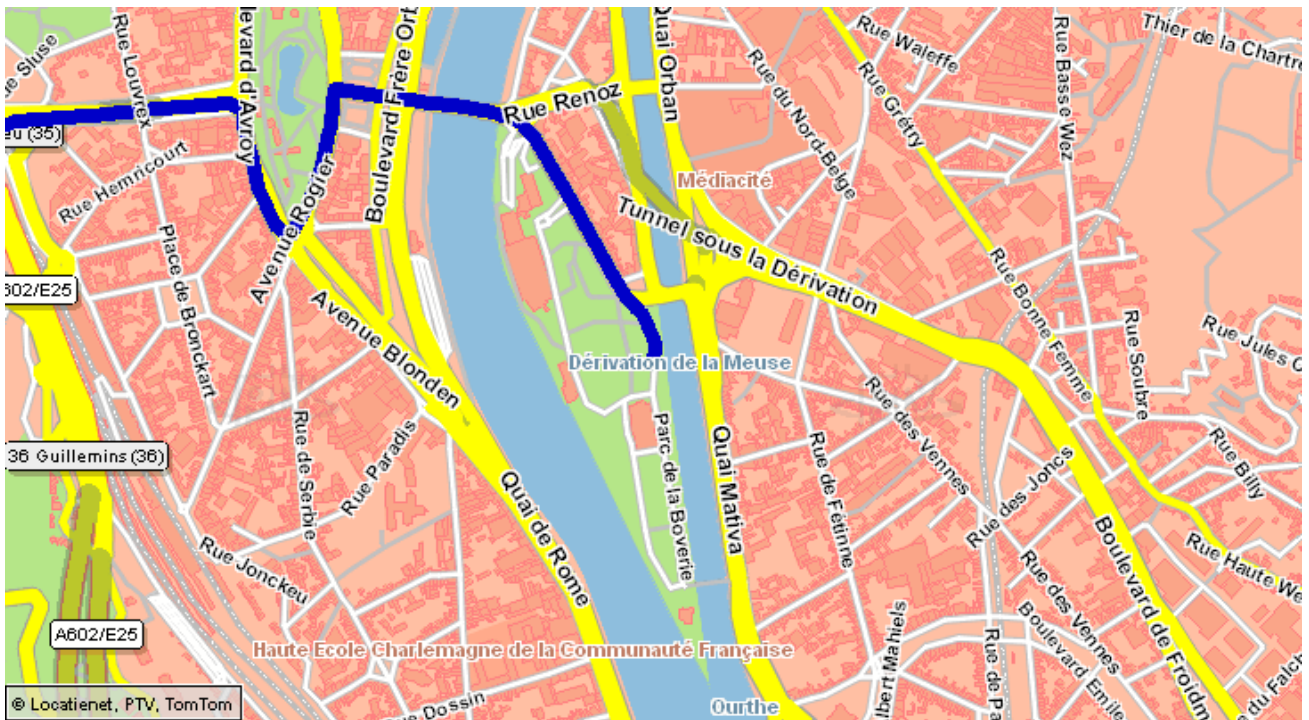 Rue Sluse
Rue Louvrex
levard d'Avroy
Boulevard Frère Orb
Quai Orban
Rue Waleffe
Thier de la Chartre
Rue du Nord-Belge
Rue Grétry
Rue Basse Wez
Rue Renoz
eu (35)
Rue Hemricourt
Médiacité
Tunnel sous la Dérivation
Avenue Rogier
Place de Bronckart
602/E25
Avenue Blonden
Rue Bonne Femme
Rue Soubre
Rue Jules C
Dérivation de la Meuse
Rue de Serbie
Rue Paradis
Parc de la Boverie
Quai Mativa
Rue des Vennes
Rue de Fétinne
Rue Billy
36 Guillemins (36)
Quai de Rome
Rue des Joncs
Boulevard de Froidm
Rue Jonckeu
Rue Haute We
Rue des Vennes
A602/E25
Haute Ecole Charlemagne de la Communauté Française
Albert Mahiels
Rue de Pa
Boulevard Emile
du Falch
© Locatienet, PTV, TomTom
Rue Dossin
Ourthe